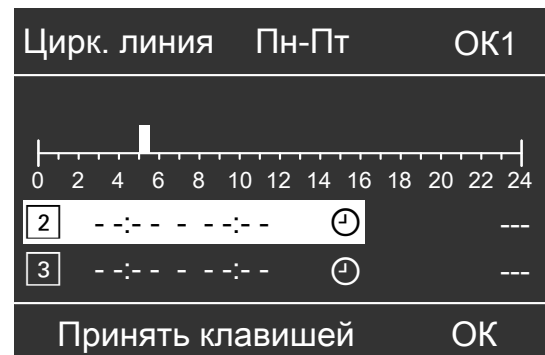 Цирк. линия Пн-Пт ОК1
0 2 4 6 8 10 12 14 16 18 20 22 24
2 - -:- - - - -:- - ---
3 - -:- - - - -:- - ---
Принять клавишей ОК